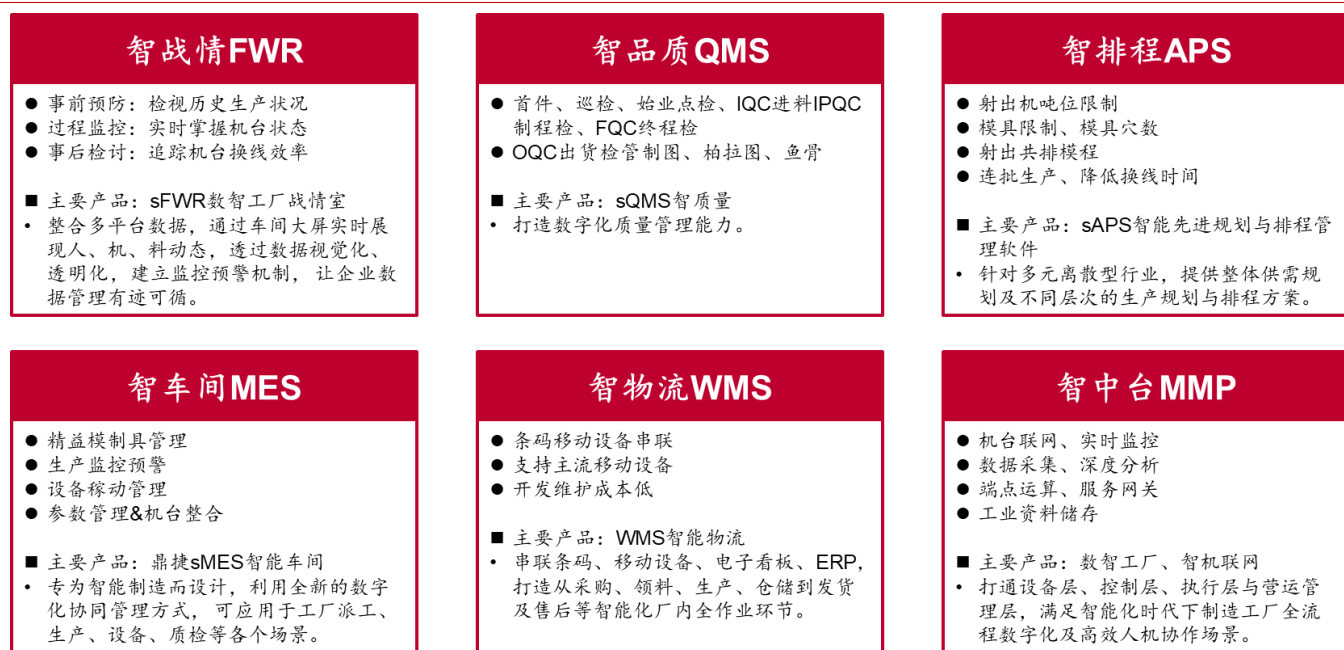 智战情FWR
● 事前预防：检视历史生产状况
● 过程监控：实时掌握机台状态
● 事后检讨：追踪机台换线效率
■ 主要产品：sFWR数智工厂战情室
• 整合多平台数据，通过车间大屏实时展
现人、机、料动态，透过数据视觉化、
透明化，建立监控预警机制， 让企业数
据管理有迹可循。
智品质QMS
● 首件、巡检、始业点检、IQC进料IPQC
制程检、FQC终程检
● OQC出货检管制图、柏拉图、鱼骨
■ 主要产品：sQMS智质量
• 打造数字化质量管理能力。
智排程APS
● 射出机吨位限制
● 模具限制、模具穴数
● 射出共排模程
● 连批生产、降低换线时间
■ 主要产品：sAPS智能先进规划与排程管
理软件
• 针对多元离散型行业，提供整体供需规
划及不同层次的生产规划与排程方案。
智车间MES
● 精益模制具管理
● 生产监控预警
● 设备稼动管理
● 参数管理&机台整合
■ 主要产品：鼎捷sMES智能车间
• 专为智能制造而设计，利用全新的数字
化协同管理方式， 可应用于工厂派工、
生产、设备、质检等各个场景。
智物流WMS
● 条码移动设备串联
● 支持主流移动设备
● 开发维护成本低
■ 主要产品：WMS智能物流
• 串联条码、移动设备、电子看板、ERP，
打造从采购、领料、生产、仓储到发货
及售后等智能化厂内全作业环节。
智中台MMP
● 机台联网、实时监控
● 数据采集、深度分析
● 端点运算、服务网关
● 工业资料储存
■ 主要产品：数智工厂、智机联网
• 打通设备层、控制层、执行层与营运管
理层，满足智能化时代下制造工厂全流
程数字化及高效人机协作场景。